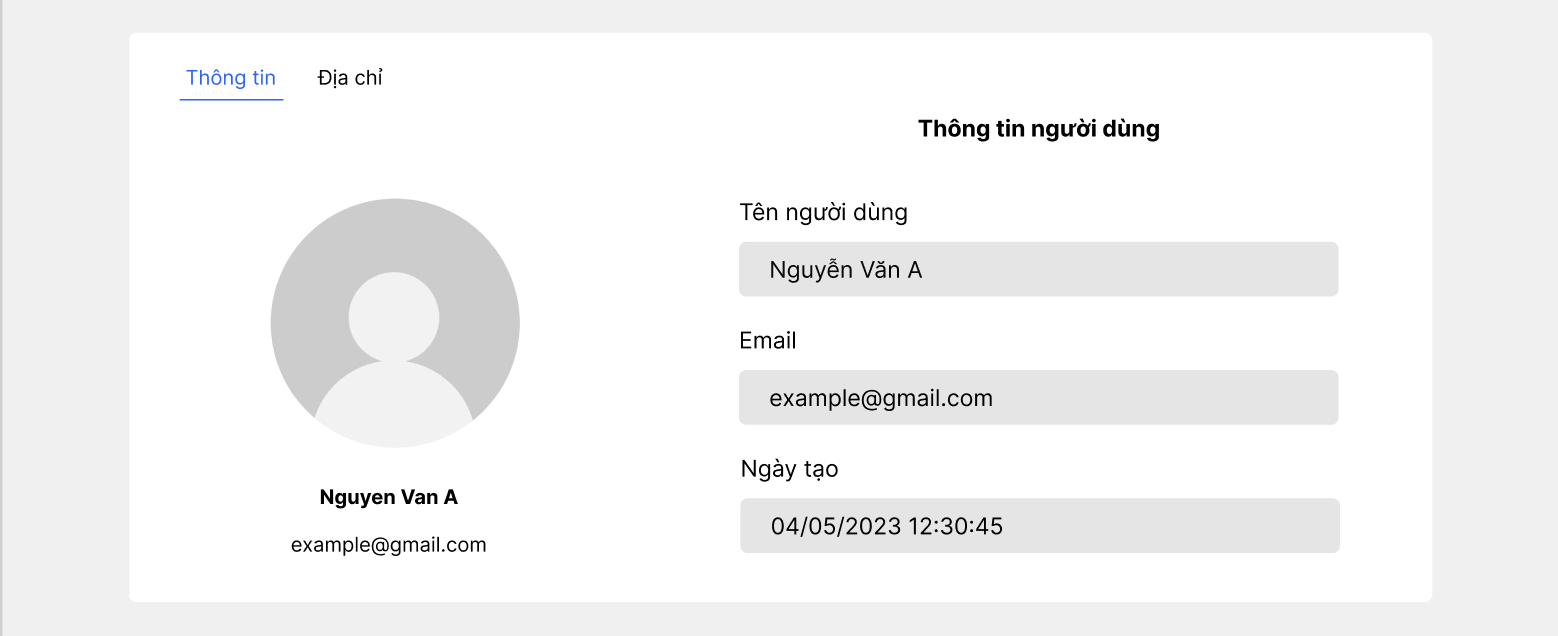 Thông tin
Địa chỉ
Thông tin người dùng
Nguyen Van A
example@gmail.com
Tên người dùng
Nguyễn Văn A
Email
example@gmail.com
Ngày tạo
04/05/2023 12:30:45